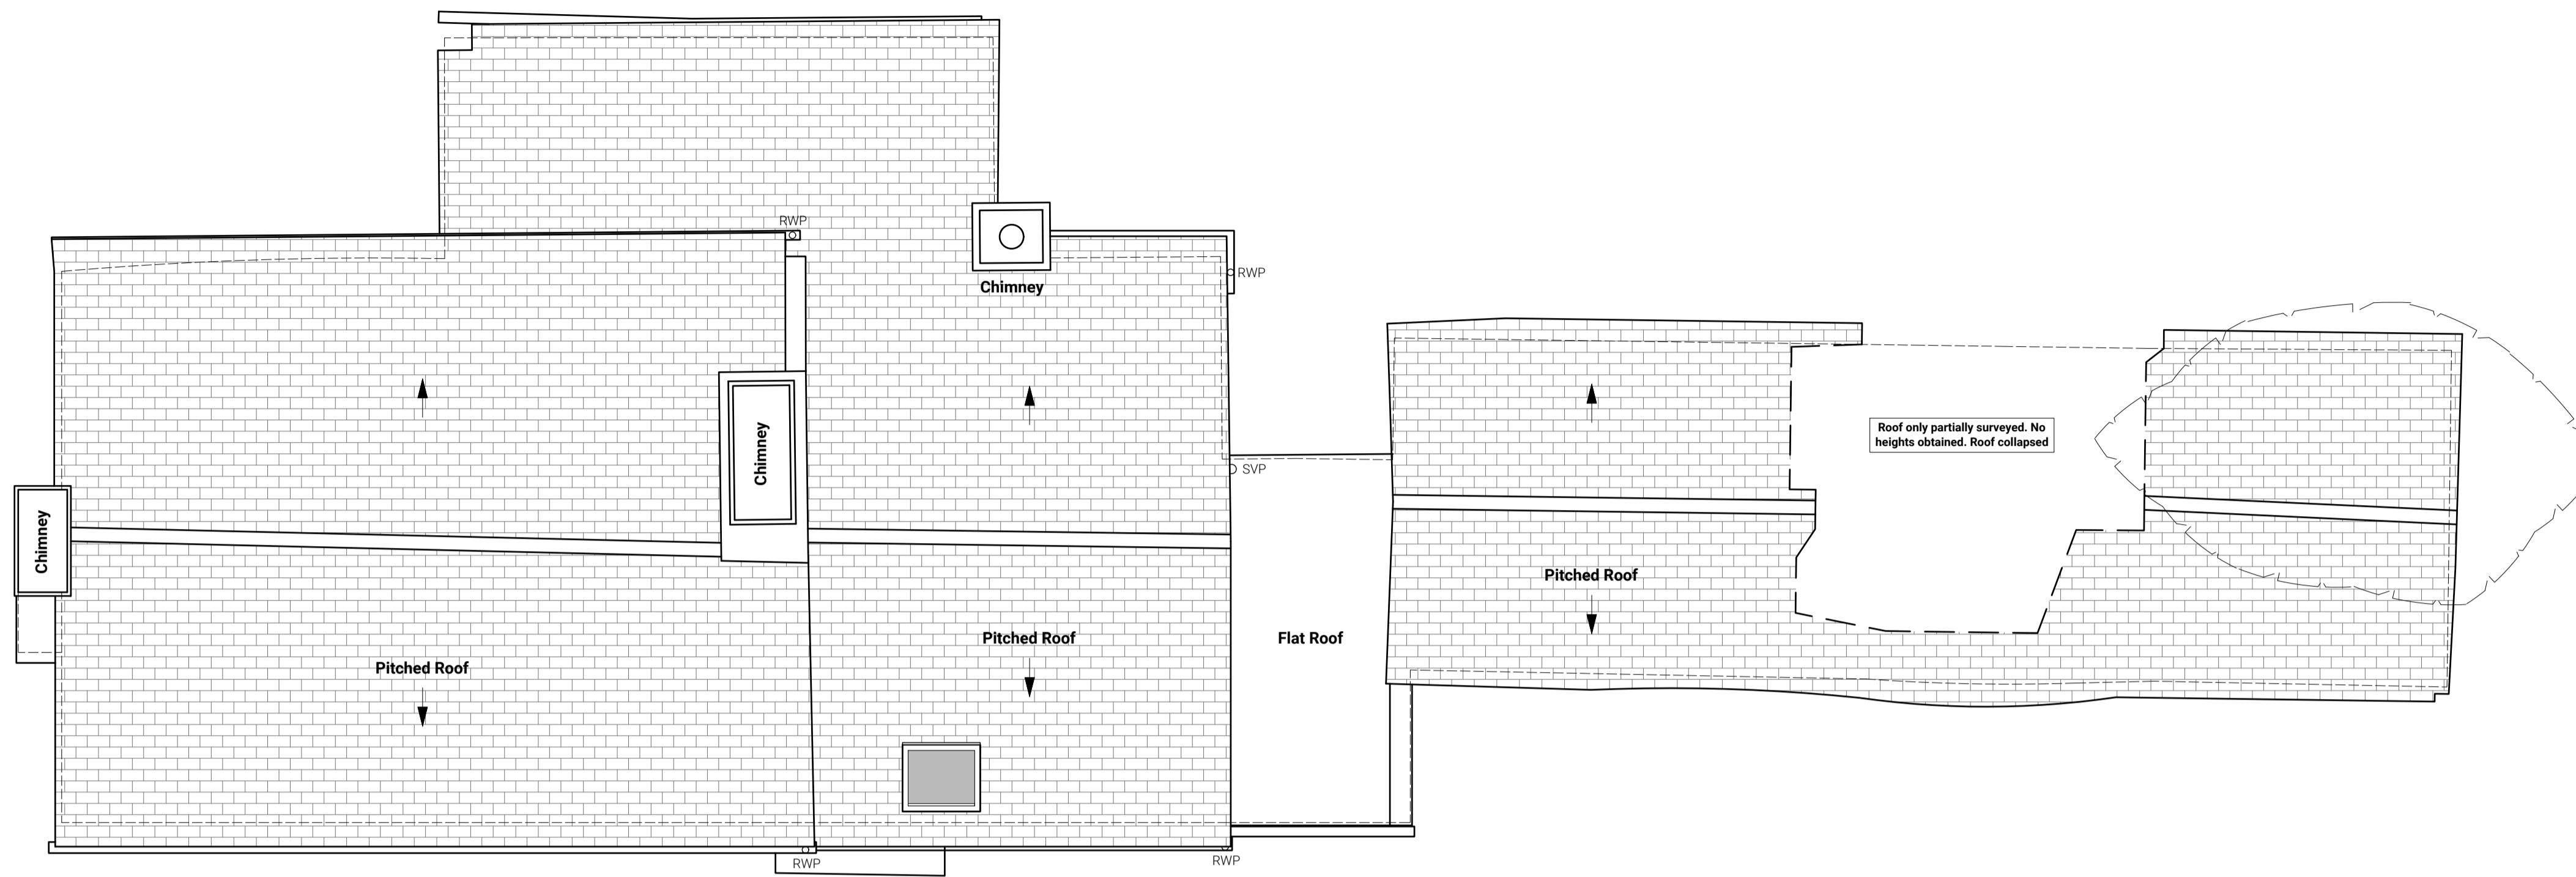 RWP
RWP
Chimney
Chimney
Roof only partially surveyed. No
heights obtained. Roof collapsed
SVP
Chimney
Pitched Roof
Pitched Roof
Flat Roof
Pitched Roof
RWP
RWP